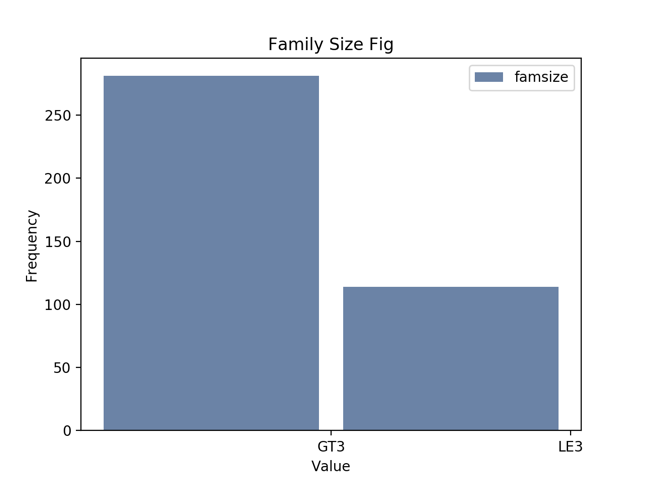 Family Size Fig
famsize
250
200
150
100
50
0
Frequency
GT3
LE3
Value